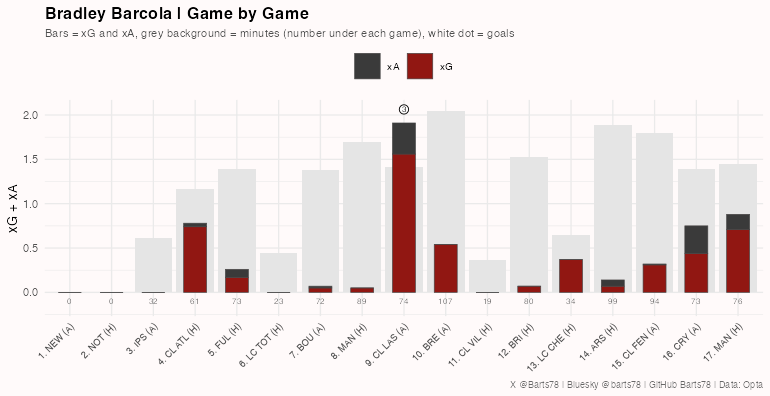 Bradley Barcola | Game by Game
Bars = xG and xA, grey background = minutes (number under each game), white dot = goals
xA xG
3
2.0
1.5
1.0
0.5
0.0
xG + xA
0 0 32 61 73 23 72 89 74 107 19 80 34 99 94 73 76
1. NEW (A)
2. NOT (H)
3. IPS (A)
4. CL ATL (H)
5. FUL (H)
6. LC TOT (H)
7. BOU (A)
8. MAN (H)
9. CL LAS (A)
10. BRE (A)
11. CL VIL (H)
12. BRI (H)
13. LC CHE (H)
14. ARS (H)
15. CL FEN (A)
16. CRY (A)
17. MAN (H)
X @Barts78 | Bluesky @barts78 | GitHub Barts78 | Data: Opta